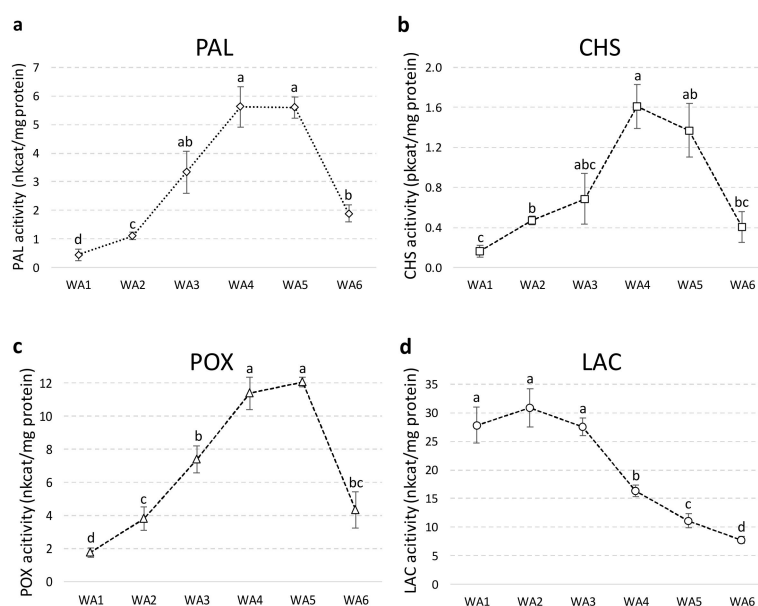 a
PAL
PAL acitivity (nkcat/mg protein)
7
6
5
4
3
2
1
0
d
c
ab
a
a
b
WA1 WA2 WA3 WA4 WA5 WA6
b
CHS
CHS acitivity (pkcat/mg protein)
2.0
1.6
1.2
0.8
0.4
0.0
c
b
abc
a
ab
bc
WA1 WA2 WA3 WA4 WA5 WA6
c
POX
POX acitivity (nkcat/mg protein)
12
10
8
6
4
2
0
d
c
b
a
a
bc
WA1 WA2 WA3 WA4 WA5 WA6
d
LAC
LAC acitivity (nkcat/mg protein)
35
30
25
20
15
10
5
0
a
a
a
b
c
d
WA1 WA2 WA3 WA4 WA5 WA6